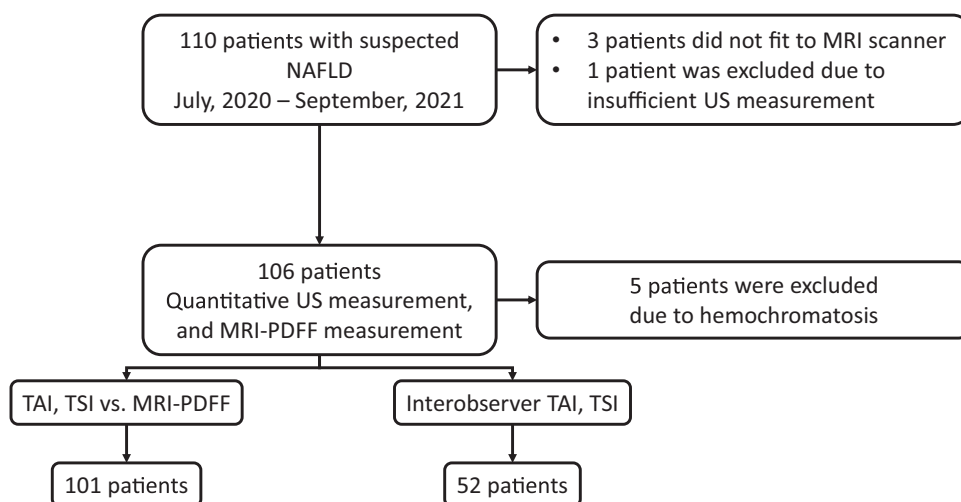 110 patients with suspected
NAFLD
July, 2020 – September, 2021
• 3 patients did not fit to MRI scanner
• 1 patient was excluded due to
insufficient US measurement
106 patients
Quantitative US measurement,
and MRI-PDFF measurement
5 patients were excluded
due to hemochromatosis
TAI, TSI vs. MRI-PDFF
Interobserver TAI, TSI
101 patients
52 patients